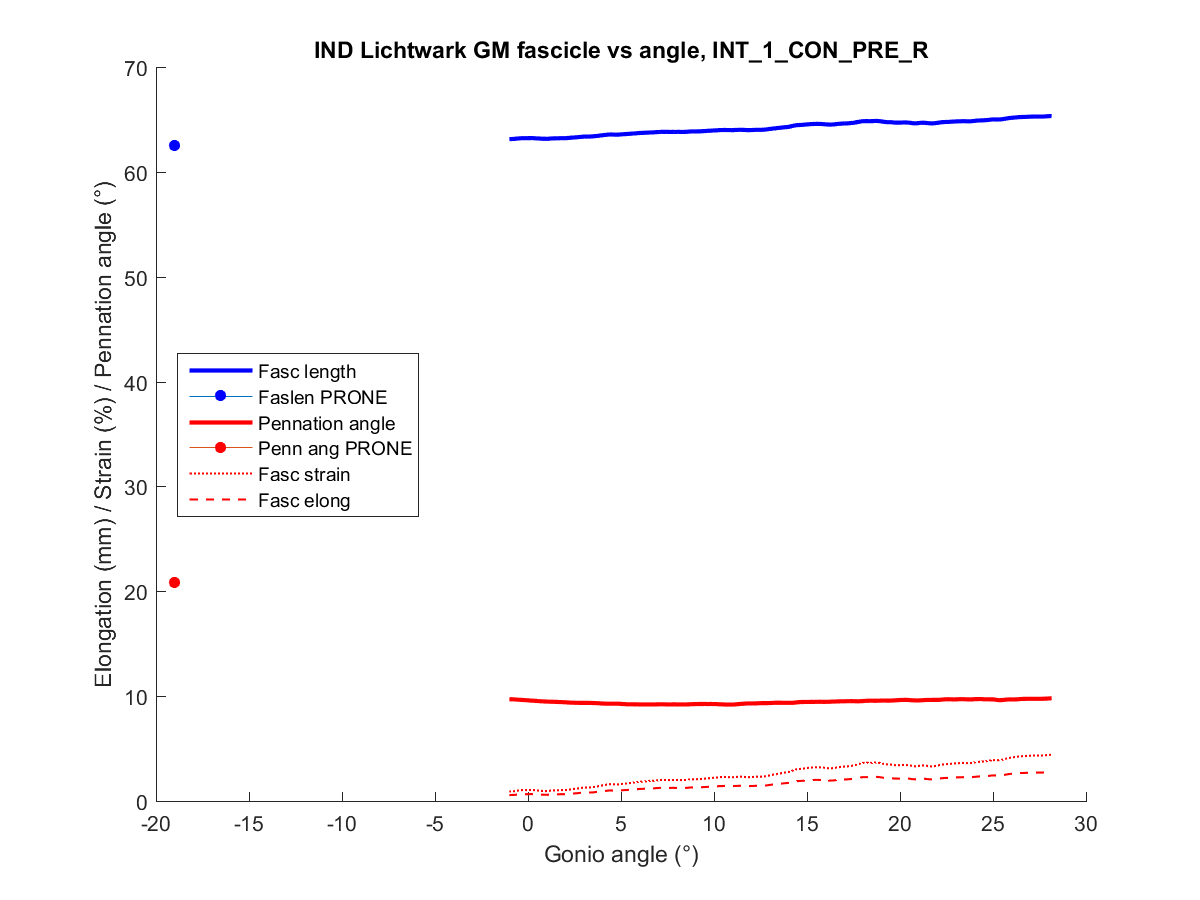 IND Lichtwark GM fascicle vs angle, INT_1_CON_PRE_R
Elongation (mm) / Strain (%) / Pennation angle (°)
70
60
50
40
30
20
10
0
Fasc length
Faslen PRONE
Pennation angle
Penn ang PRONE
Fasc strain
Fasc elong
-20 -15 -10 -5 0 5 10 15 20 25 30
Gonio angle (°)